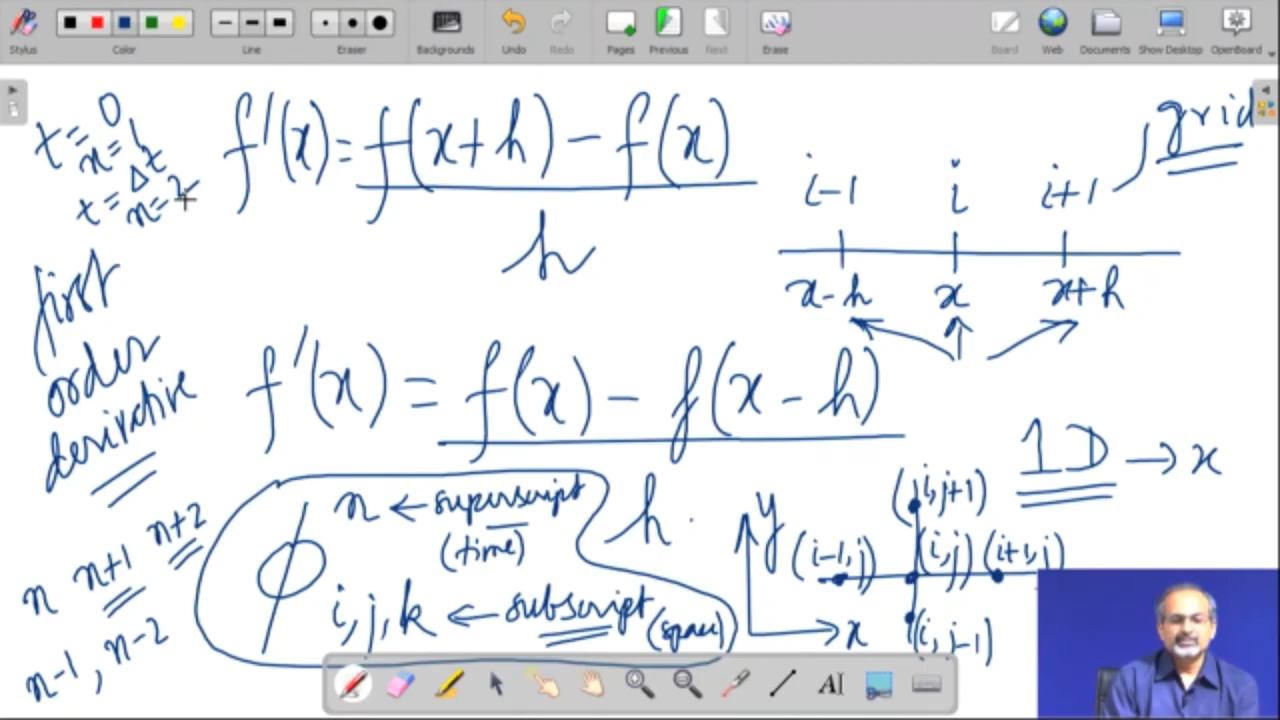 Stylus Color Line Eraser Backgrounds Undo Redo Pages Previous Next Erase Board Web Documents Show Desktop OpenBoard
t = 0
n = 1
t = Δt
n = 2
f'(x) = f(x+h) - f(x)
h
grid
i-1 i i+1
x-h x x+h
first
order
derivative
f'(x) = f(x) - f(x-h)
h
1D → x
n n+1 n+2
n-1, n-2
ϕ
n ← superscript
(time)
i, j, k ← subscript (space)
y
x
(i, j+1)
(i-1, j) (i, j) (i+1, j)
(i, j-1)
AI